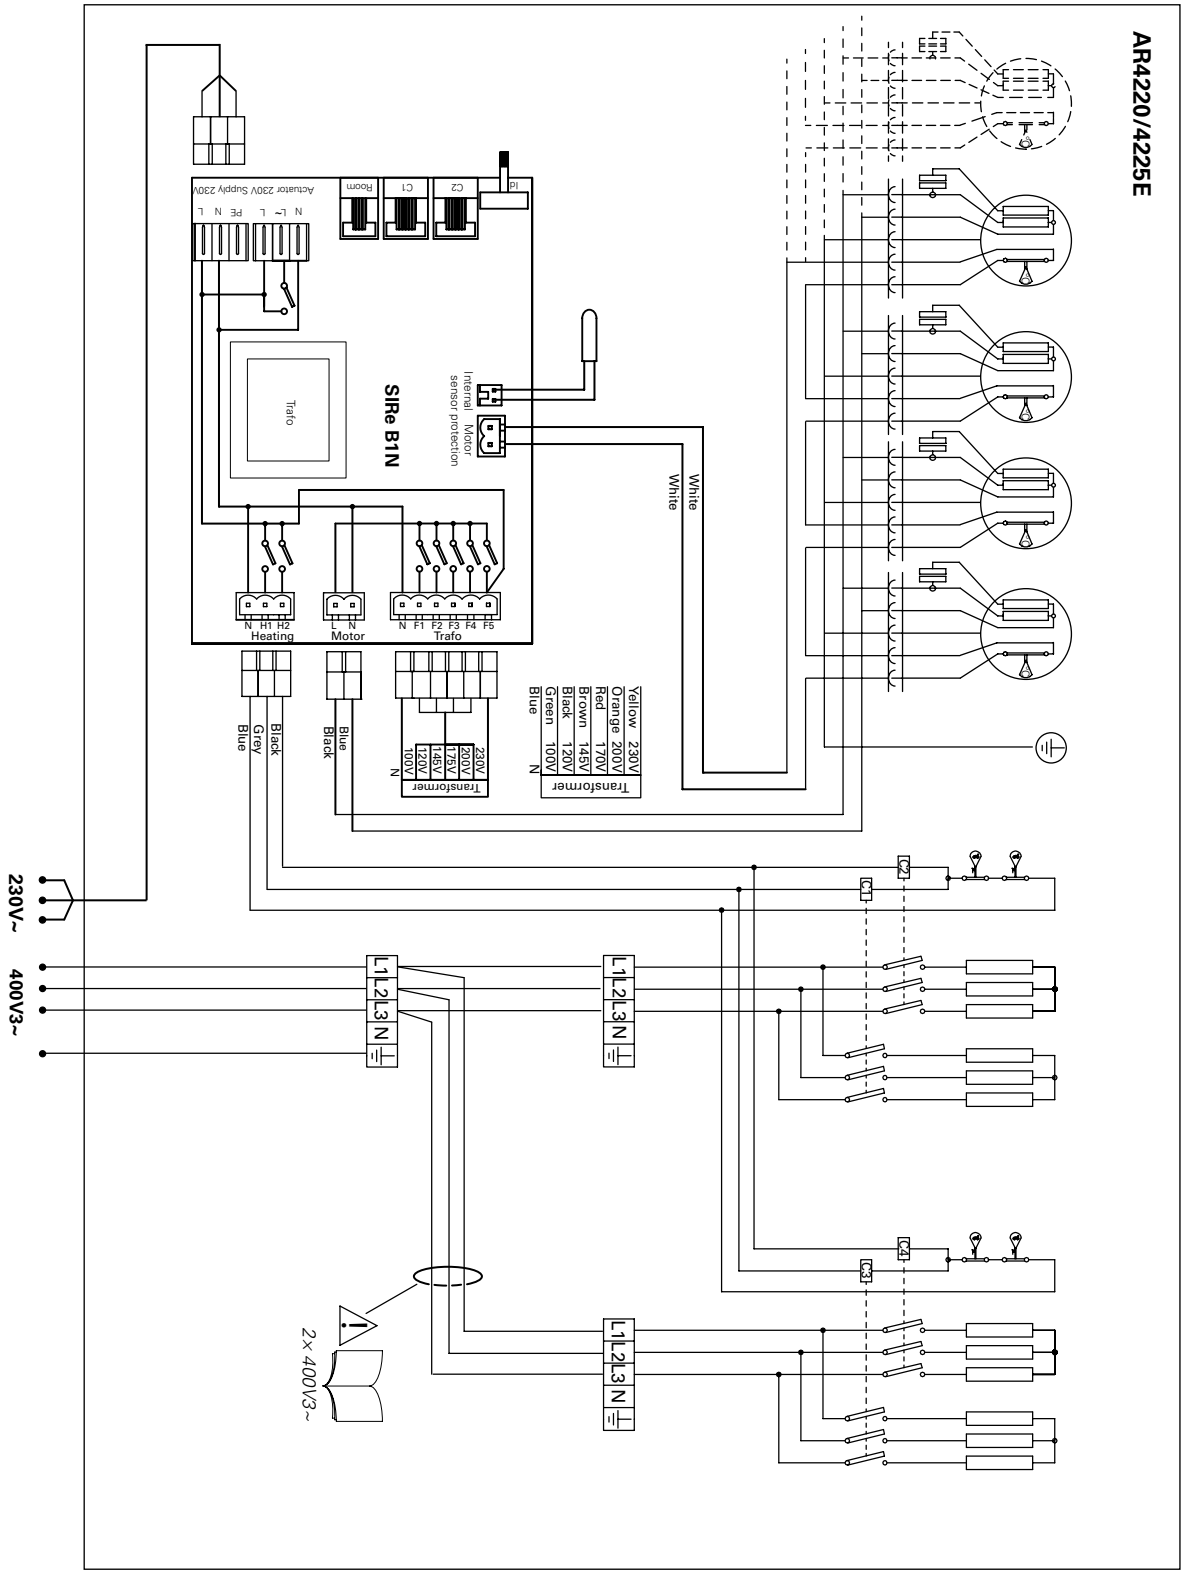 AR4220/4225E
Actuator 230V Supply 230V
L N PE L L~ N
Room
C1
C2
Id
Trafo
SIRe B1N
Internal Motor
sensor protection
White
White
N H1 H2
Heating
L N
Motor
N F1 F2 F3 F4 F5
Trafo
Black
Grey
Blue
Blue
Black
Transformer
230V
200V
175V
145V
120V
100V
N
Transformer
Yellow 230V
Orange 200V
Red 170V
Brown 145V
Black 120V
Green 100V
Blue N
C2
C1
230V~
400V3~
L1 L2 L3 N
L1 L2 L3 N
C4
C3
L1 L2 L3 N
2x 400V3~